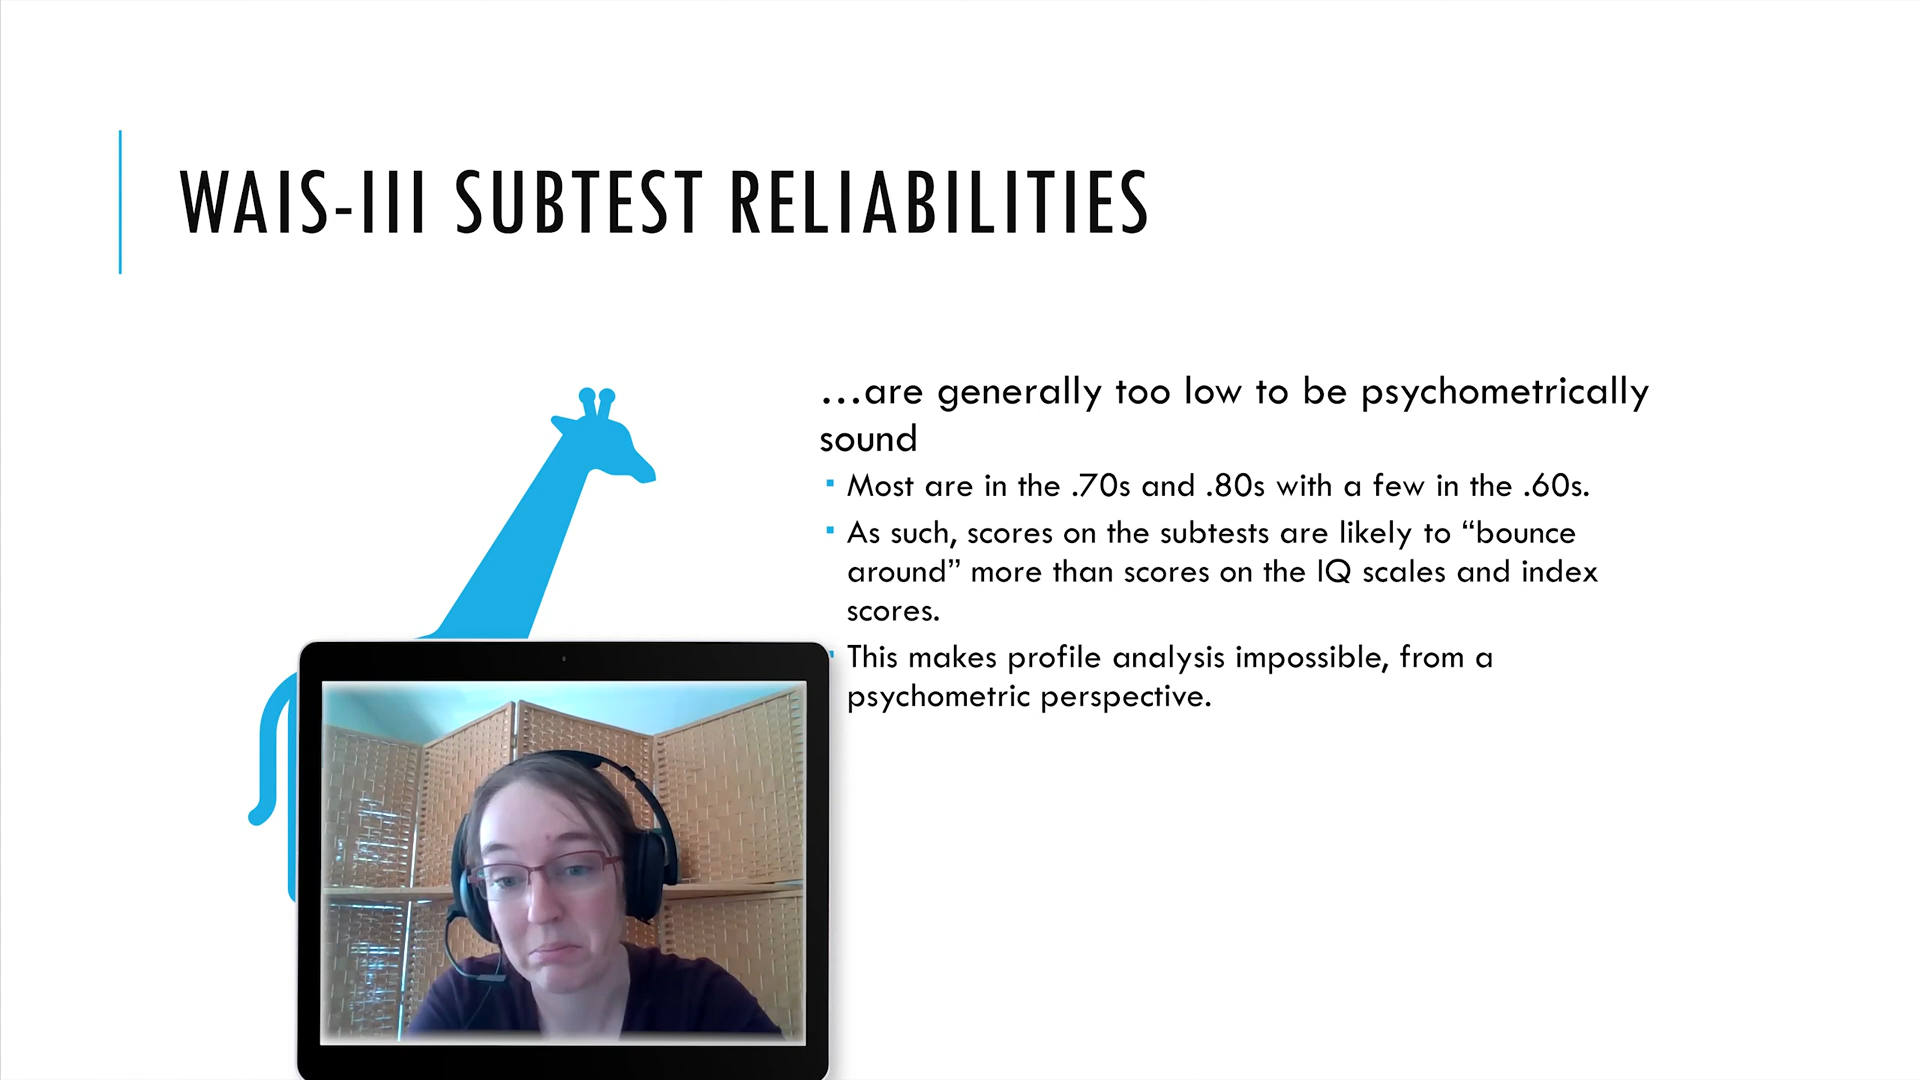 WAIS-III SUBTEST RELIABILITIES
…are generally too low to be psychometrically
sound
Most are in the .70s and .80s with a few in the .60s.
As such, scores on the subtests are likely to “bounce
around” more than scores on the IQ scales and index
scores.
This makes profile analysis impossible, from a
psychometric perspective.